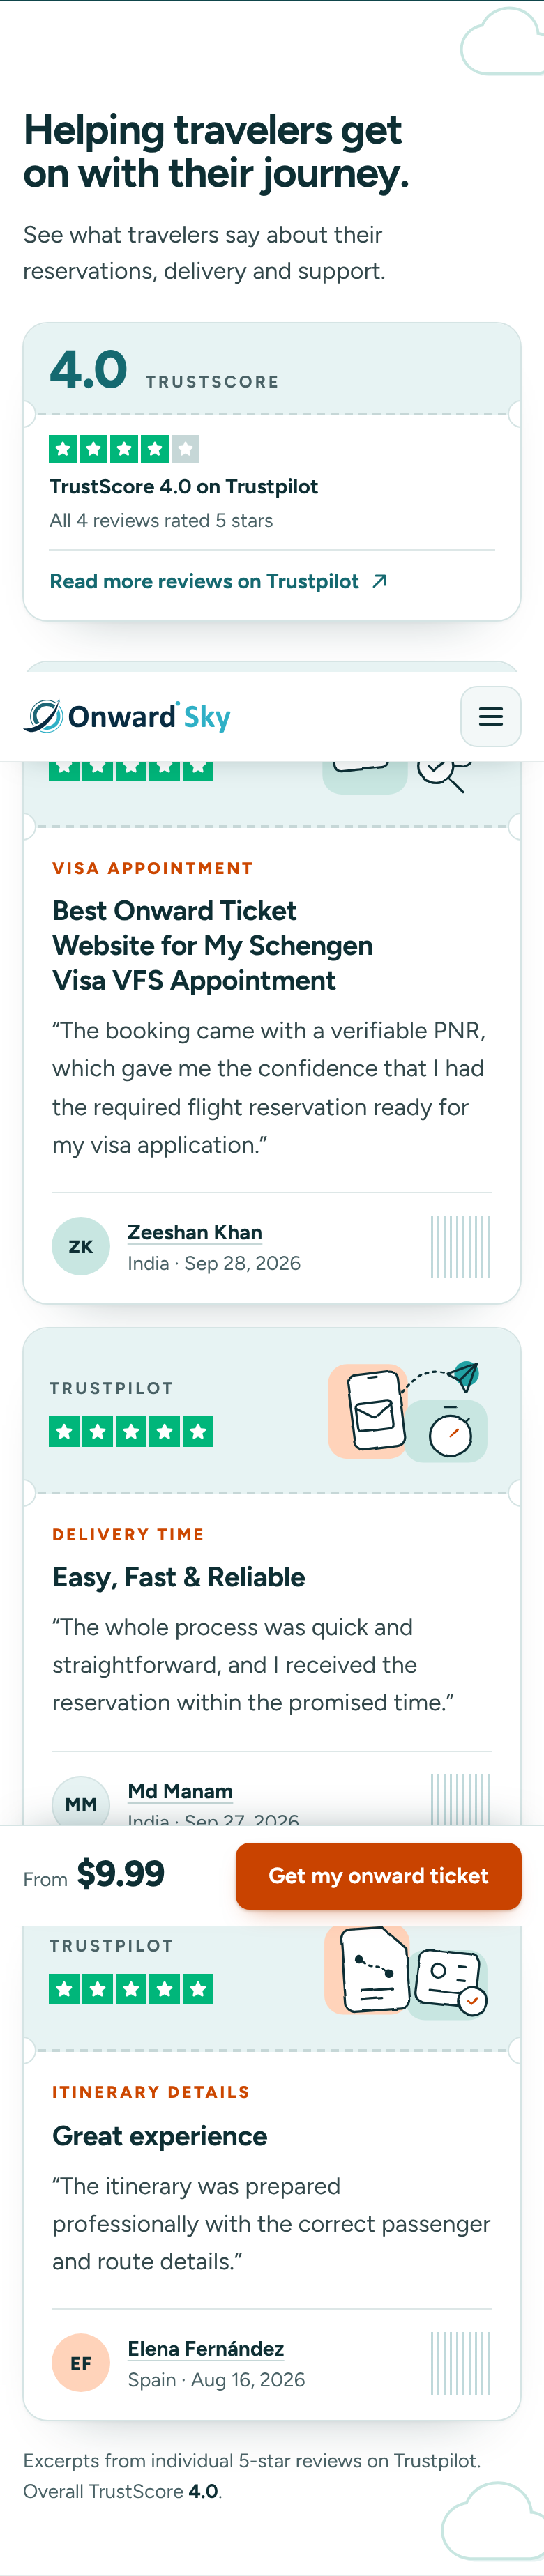 Helping travelers get
on with their journey.
See what travelers say about their
reservations, delivery and support.
4.0 TRUSTSCORE
TrustScore 4.0 on Trustpilot
All 4 reviews rated 5 stars
Read more reviews on Trustpilot ↗
Onward Sky
VISA APPOINTMENT
Best Onward Ticket
Website for My Schengen
Visa VFS Appointment
“The booking came with a verifiable PNR,
which gave me the confidence that I had
the required flight reservation ready for
my visa application.”
ZK
Zeeshan Khan
India · Sep 28, 2026
TRUSTPILOT
DELIVERY TIME
Easy, Fast & Reliable
“The whole process was quick and
straightforward, and I received the
reservation within the promised time.”
MM
Md Manam
India · Sep 27, 2026
From $9.99
Get my onward ticket
TRUSTPILOT
ITINERARY DETAILS
Great experience
“The itinerary was prepared
professionally with the correct passenger
and route details.”
EF
Elena Fernández
Spain · Aug 16, 2026
Excerpts from individual 5-star reviews on Trustpilot.
Overall TrustScore 4.0.